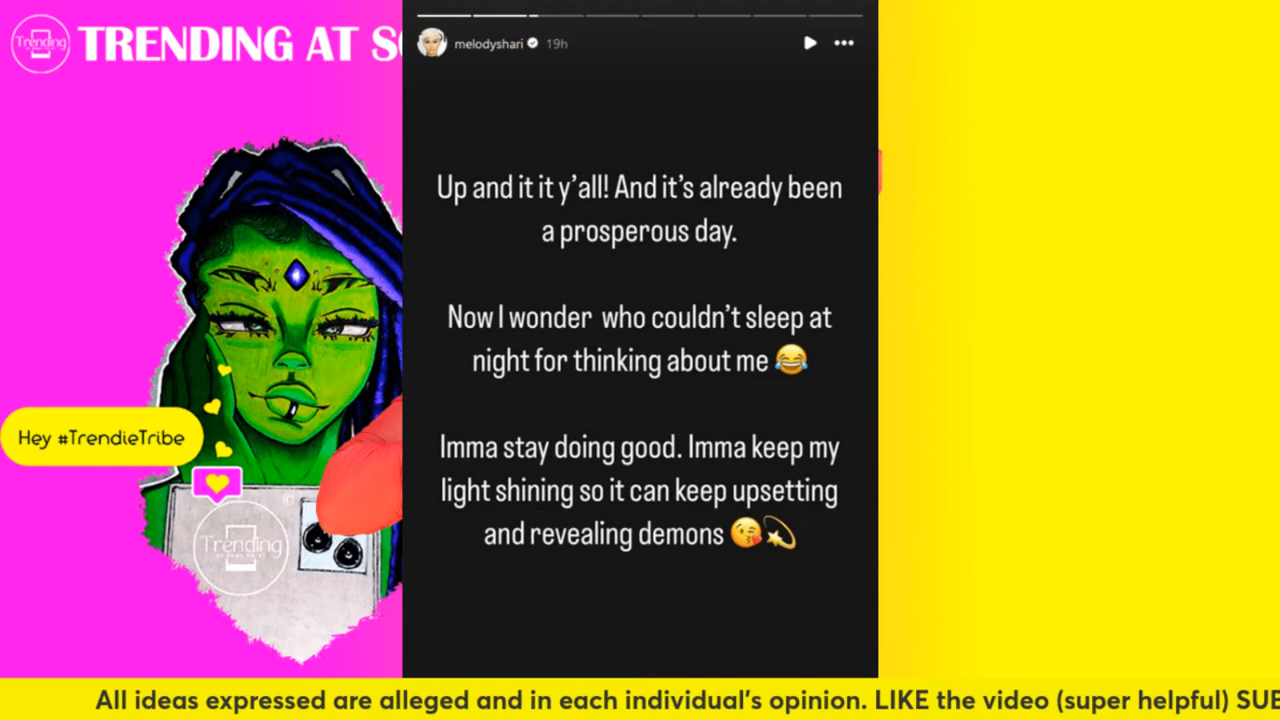 Trending
TRENDING AT
melodyshari 19h
Up and it it y'all! And it's already been
a prosperous day.
Now I wonder who couldn't sleep at
night for thinking about me 😂
Imma stay doing good. Imma keep my
light shining so it can keep upsetting
and revealing demons 😘💫
Hey #TrendieTribe
Trending
All ideas expressed are alleged and in each individual's opinion. LIKE the video (super helpful)